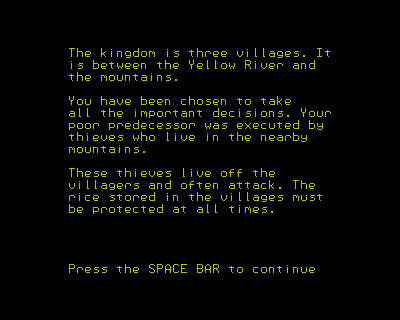 The kingdom is three villages. It
is between the Yellow River and
the mountains.
You have been chosen to take
all the important decisions. Your
poor predecessor was executed by
thieves who live in the nearby
mountains.
These thieves live off the
villagers and often attack. The
rice stored in the villages must
be protected at all times.
Press the SPACE BAR to continue